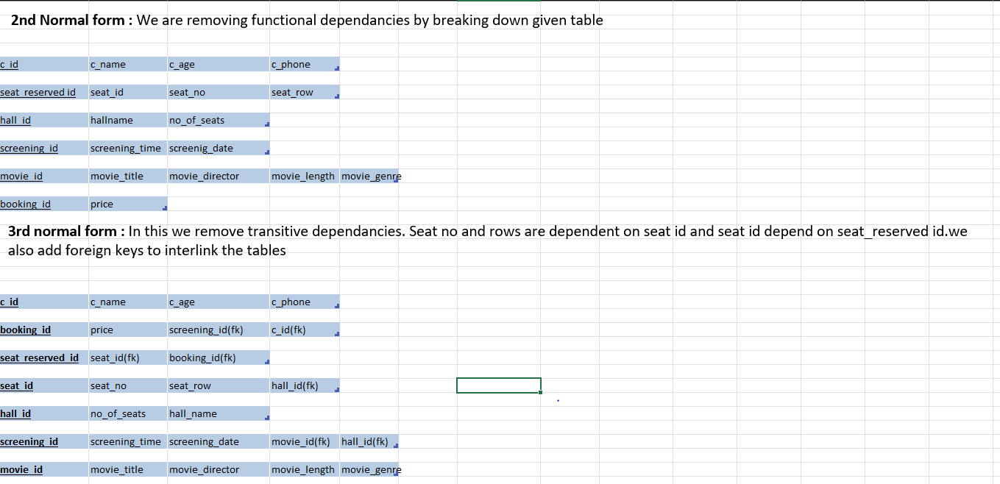 2nd Normal form : We are removing functional dependancies by breaking down given table
c_id c_name c_age c_phone
seat_reserved id seat_id seat_no seat_row
hall_id hallname no_of_seats
screening_id screening_time screenig_date
movie_id movie_title movie_director movie_length movie_genre
booking_id price
3rd normal form : In this we remove transitive dependancies. Seat no and rows are dependent on seat id and seat id depend on seat_reserved id.we
also add foreign keys to interlink the tables
c_id c_name c_age c_phone
booking_id price screening_id(fk) c_id(fk)
seat_reserved_id seat_id(fk) booking_id(fk)
seat_id seat_no seat_row hall_id(fk)
hall_id no_of_seats hall_name
screening_id screening_time screening_date movie_id(fk) hall_id(fk)
movie_id movie_title movie_director movie_length movie_genre